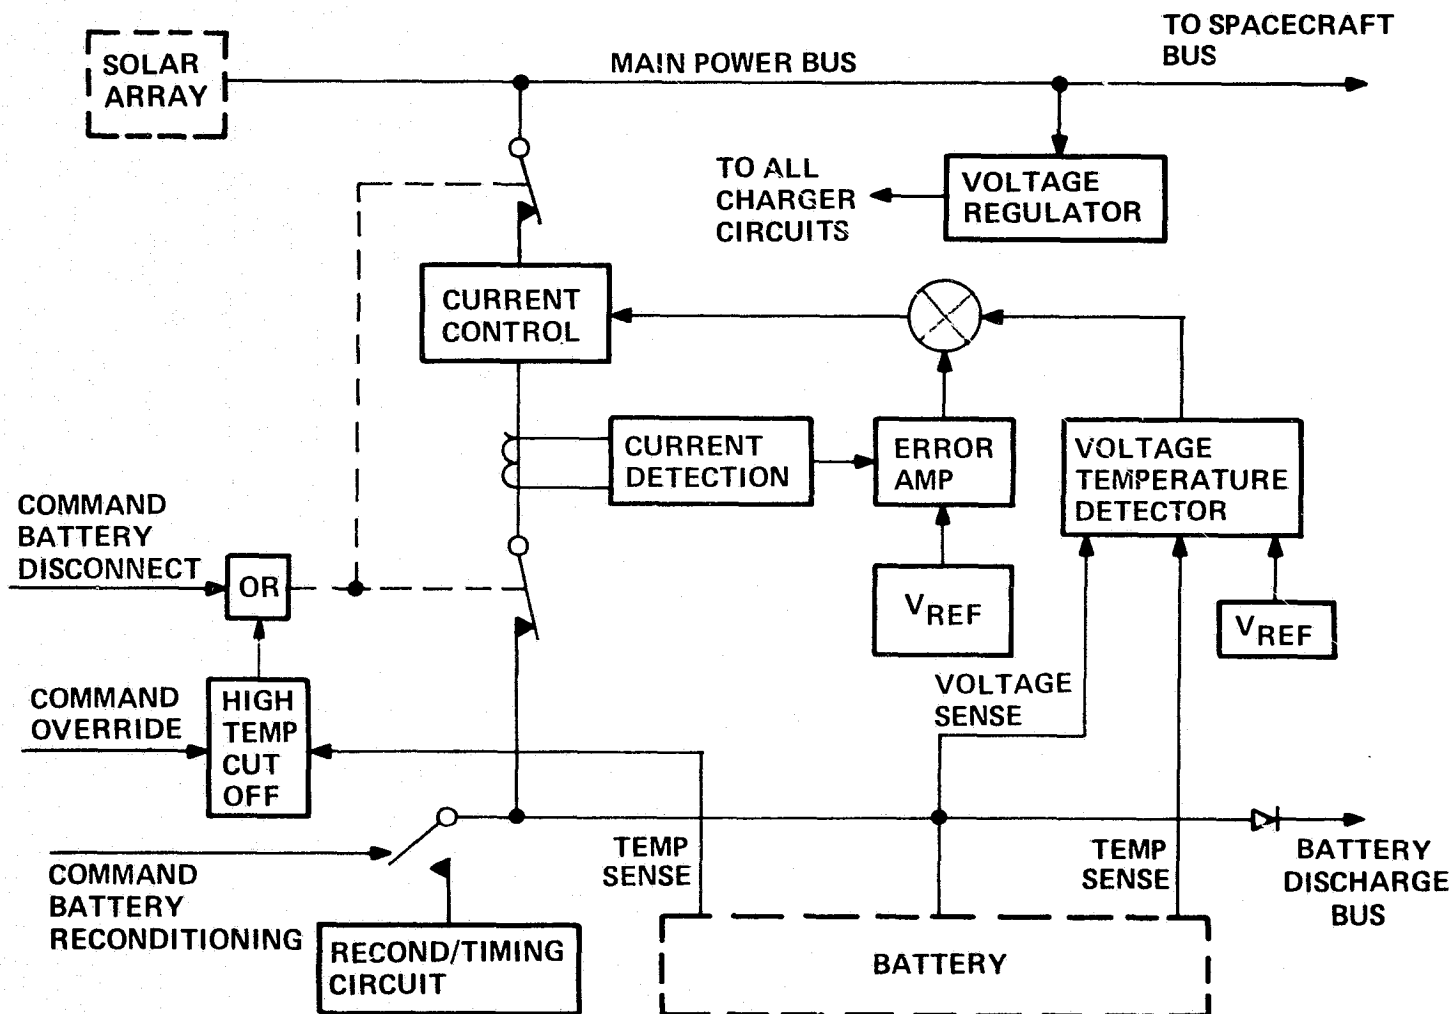 SOLAR
ARRAY
MAIN POWER BUS
TO SPACECRAFT
BUS
TO ALL
CHARGER
CIRCUITS
VOLTAGE
REGULATOR
CURRENT
CONTROL
CURRENT
DETECTION
ERROR
AMP
VOLTAGE
TEMPERATURE
DETECTOR
COMMAND
BATTERY
DISCONNECT
OR
VREF
VREF
COMMAND
OVERRIDE
HIGH
TEMP
CUT
OFF
VOLTAGE
SENSE
TEMP
SENSE
TEMP
SENSE
BATTERY
DISCHARGE
BUS
COMMAND
BATTERY
RECONDITIONING
RECOND/TIMING
CIRCUIT
BATTERY